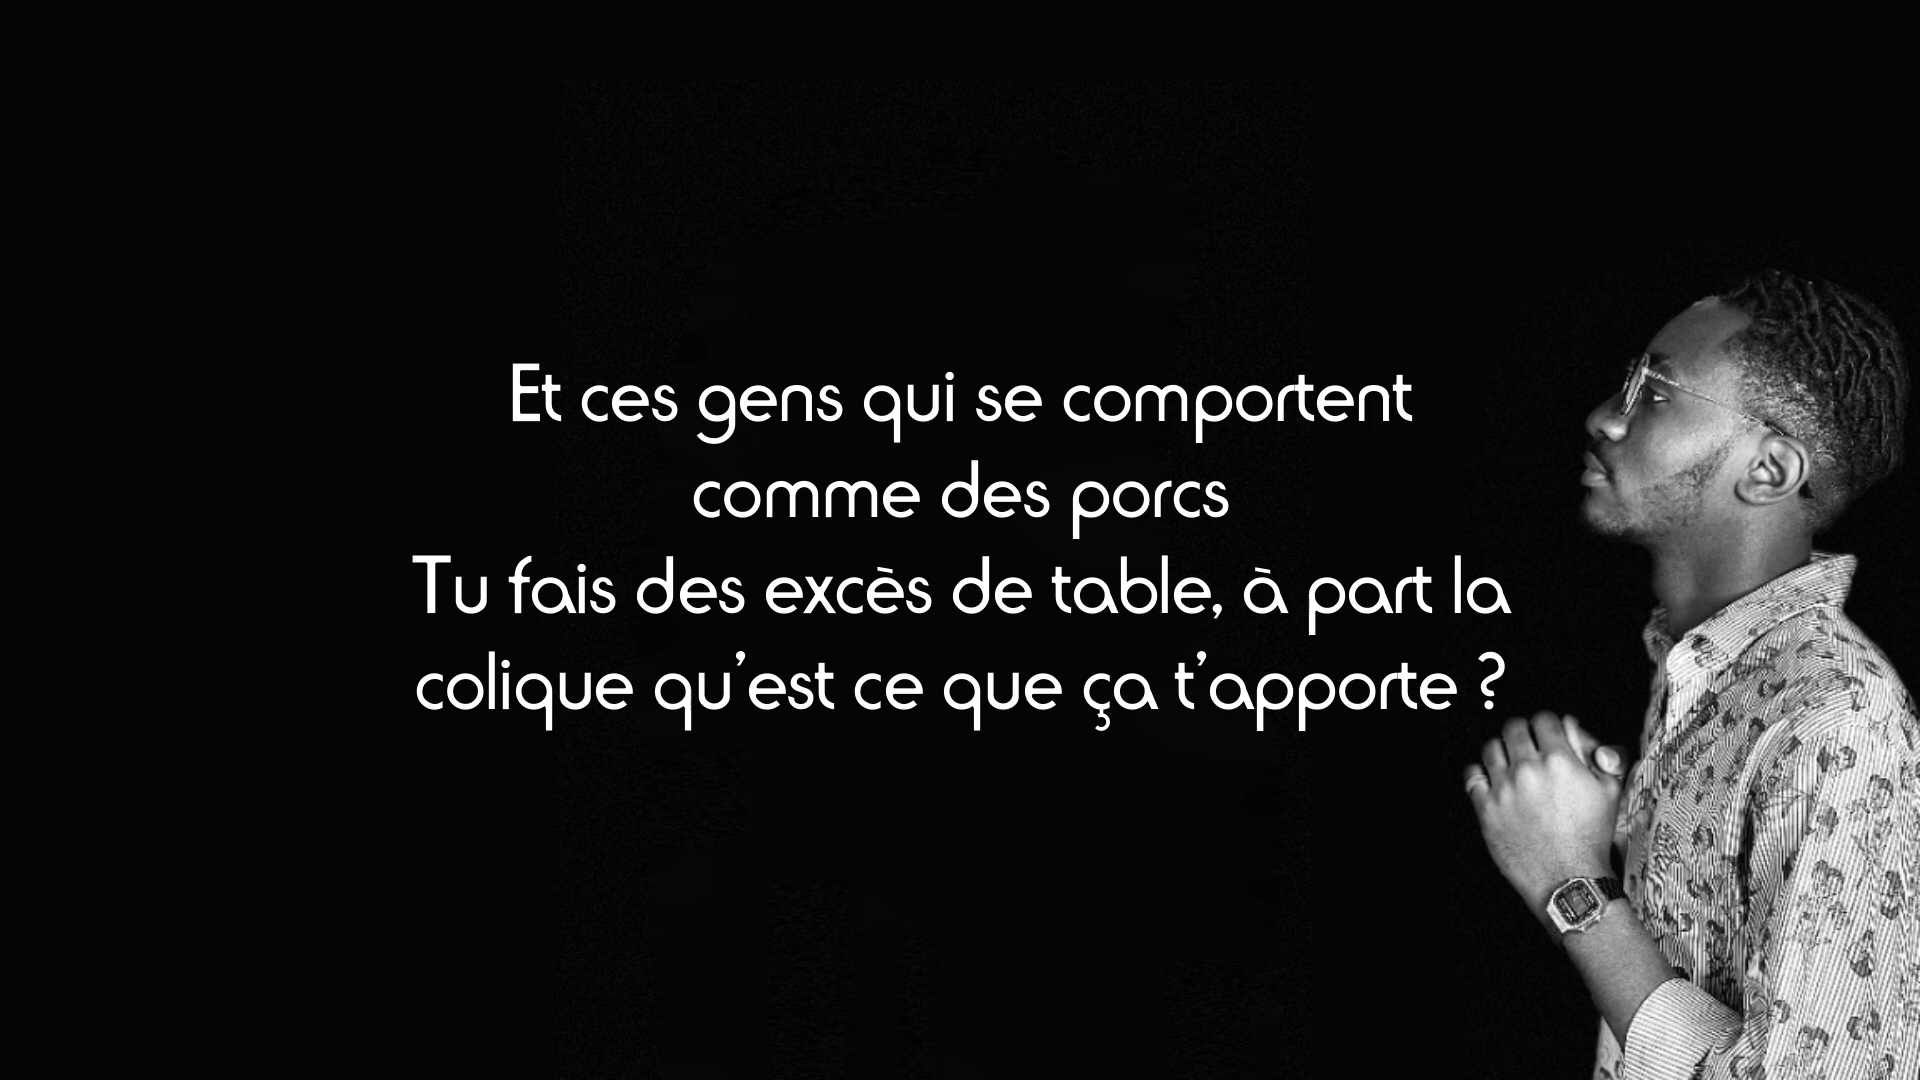 Et ces gens qui se comportent
comme des porcs
Tu fais des excès de table, à part la
colique qu’est ce que ça t’apporte ?